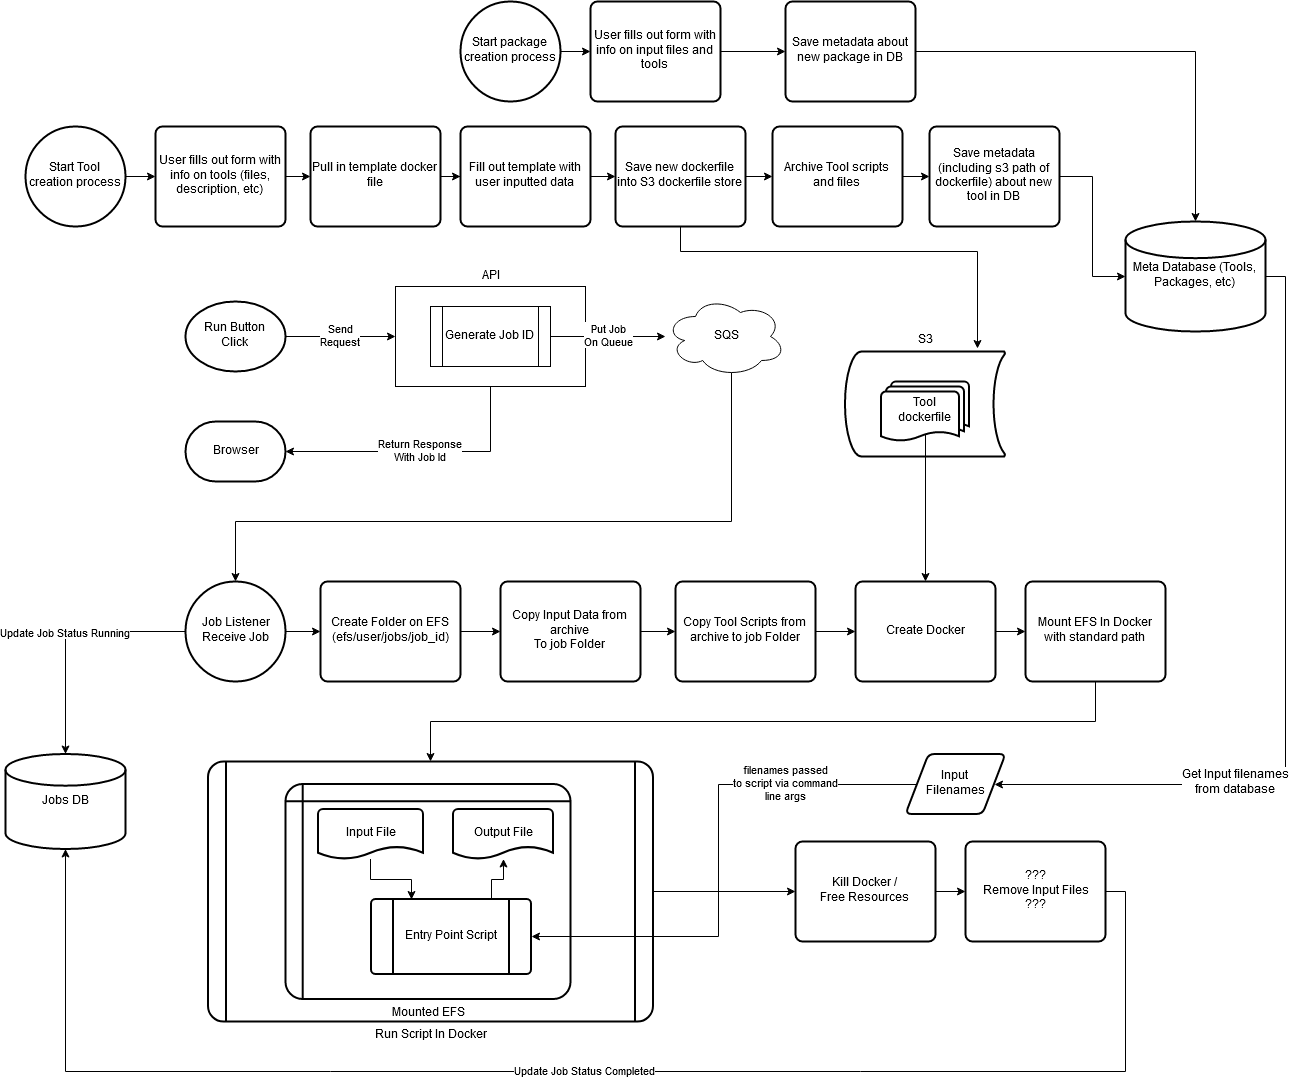 Start package
creation process
User fills out form with
info on input files and
tools
Save metadata about
new package in DB
Start Tool
creation process
User fills out form with
info on tools (files,
description, etc)
Pull in template docker
file
Fill out template with
user inputted data
Save new dockerfile
into S3 dockerfile store
Archive Tool scripts
and files
Save metadata
(including s3 path of
dockerfile) about new
tool in DB
Meta Database (Tools,
Packages, etc)
API
Run Button
Click
Send
Request
Generate Job ID
Put Job
On Queue
SQS
S3
Tool
dockerfile
Browser
Return Response
With Job Id
Update Job Status Running
Job Listener
Receive Job
Create Folder on EFS
(efs/user/jobs/job_id)
Copy Input Data from
archive
To job Folder
Copy Tool Scripts from
archive to job Folder
Create Docker
Mount EFS In Docker
with standard path
Jobs DB
Input File
Output File
Entry Point Script
Mounted EFS
Run Script In Docker
filenames passed
to script via command
line args
Input
Filenames
Get Input filenames
from database
Kill Docker /
Free Resources
???
Remove Input Files
???
Update Job Status Completed